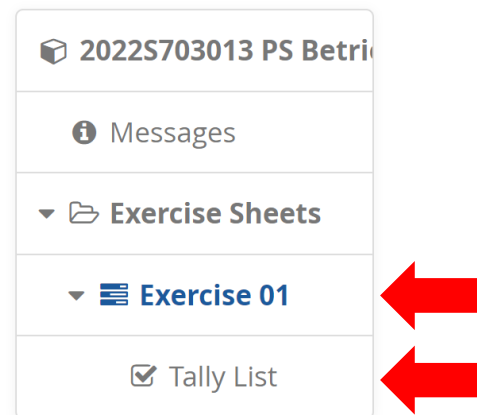 2022S703013 PS Betri
Messages
Exercise Sheets
Exercise 01
Tally List